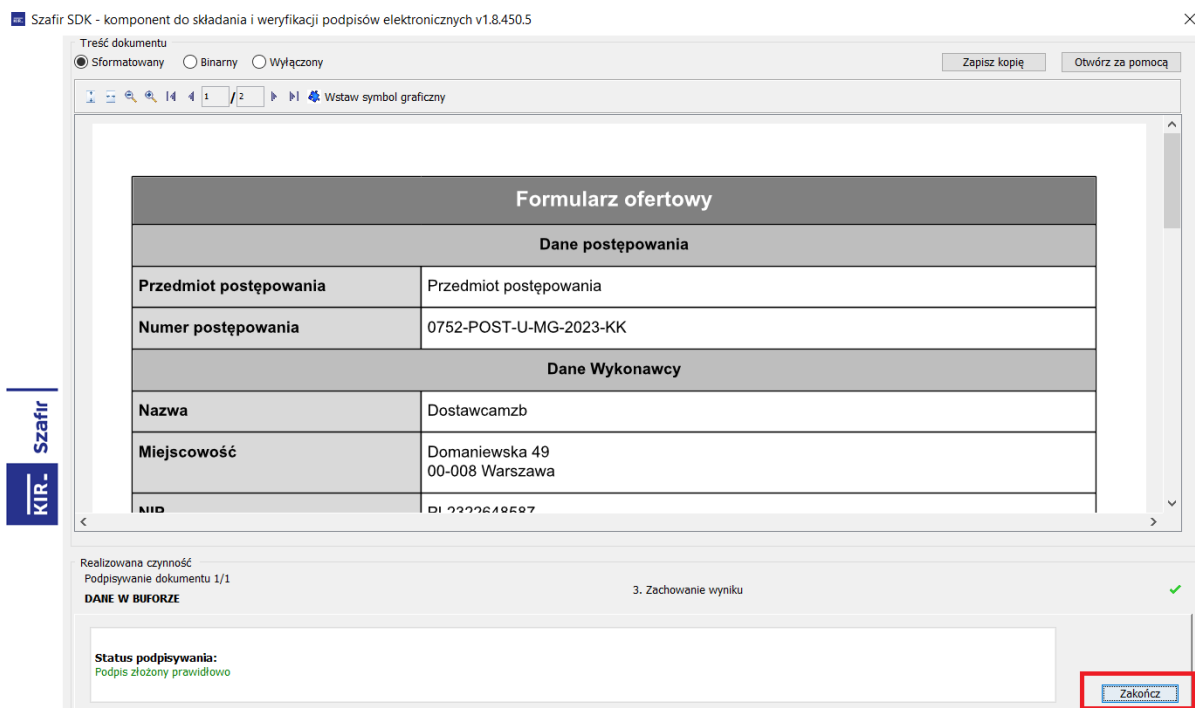 Szafir SDK - komponent do składania i weryfikacji podpisów elektronicznych v1.8.450.5
Treść dokumentu
Sformatowany Binarny Wyłączony Zapisz kopię Otwórz za pomocą
1 / 2 Wstaw symbol graficzny
Formularz ofertowy
Dane postępowania
Przedmiot postępowania Przedmiot postępowania
Numer postępowania 0752-POST-U-MG-2023-KK
Dane Wykonawcy
Nazwa Dostawcamzb
Miejscowość Domaniewska 49
00-008 Warszawa
NIP PL2322648587
KIR Szafir
Realizowana czynność
Podpisywanie dokumentu 1/1
3. Zachowanie wyniku
DANE W BUFORZE
Status podpisywania:
Podpis złożony prawidłowo
Zakończ